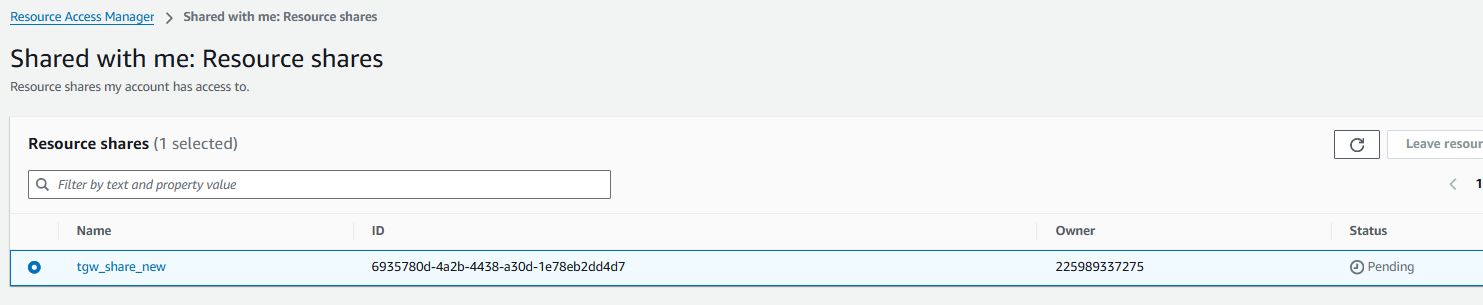 Resource Access Manager > Shared with me: Resource shares
Shared with me: Resource shares
Resource shares my account has access to.
Resource shares (1 selected)
Leave resour
Filter by text and property value
1
Name ID Owner Status
tgw_share_new 6935780d-4a2b-4438-a30d-1e78eb2dd4d7 225989337275 Pending